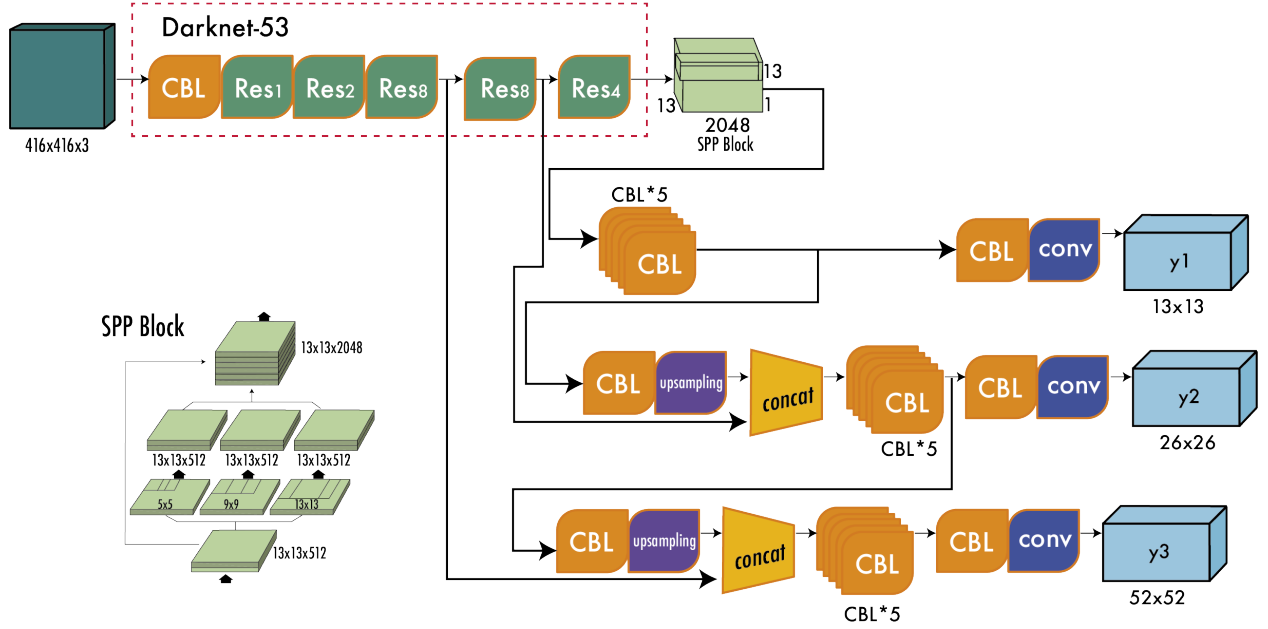 Darknet-53
CBL
Res1
Res2
Res8
Res8
Res4
416x416x3
13
13
1
2048
SPP Block
CBL*5
CBL
CBL
conv
y1
13x13
CBL
upsampling
concat
CBL
CBL*5
CBL
conv
y2
26x26
CBL
upsampling
concat
CBL
CBL*5
CBL
conv
y3
52x52
SPP Block
13x13x2048
13x13x512
13x13x512
13x13x512
5x5
9x9
13x13
13x13x512